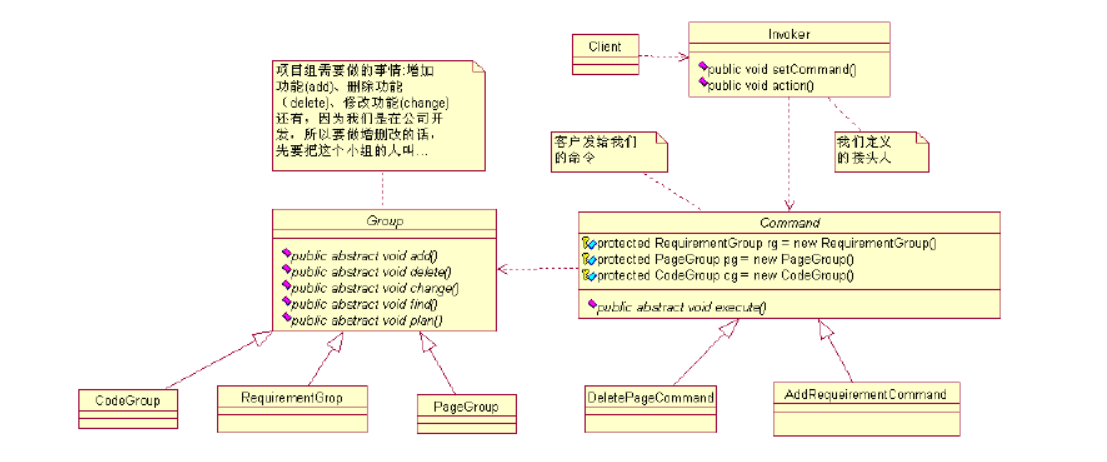 Client
Invoker
public void setCommand()
public void action()
项目组需要做的事情:增加
功能(add)、删除功能
（delete)、修改功能(change)
还有，因为我们是在公司开
发，所以要做增删改的话，
先要把这个小组的人叫...
客户发给我们
的命令
我们定义
的接头人
Group
public abstract void add()
public abstract void delete()
public abstract void change()
public abstract void find()
public abstract void plan()
Command
protected RequirementGroup rg = new RequirementGroup()
protected PageGroup pg = new PageGroup()
protected CodeGroup cg = new CodeGroup()
public abstract void execute()
CodeGroup
RequirementGrop
PageGroup
DeletePageCommand
AddRequeirementCommand